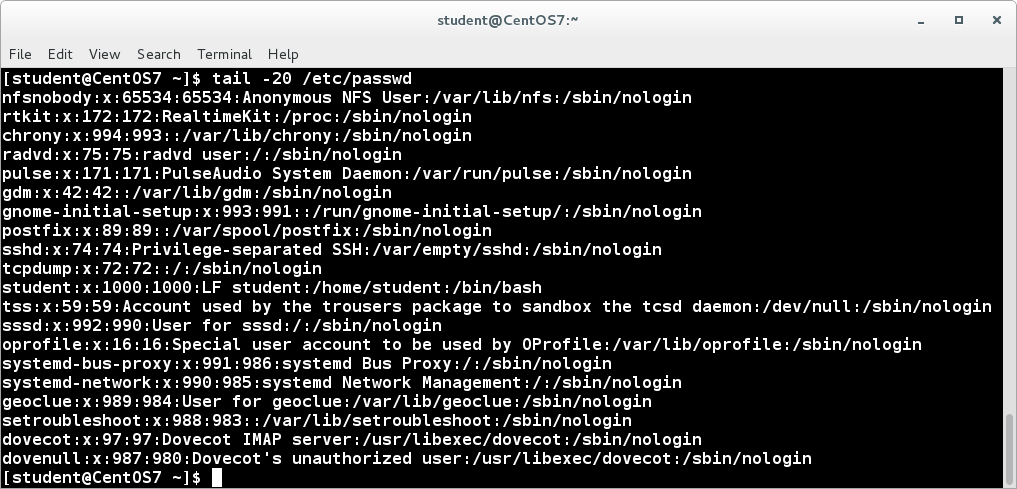 student@CentOS7:~
File Edit View Search Terminal Help
[student@CentOS7 ~]$ tail -20 /etc/passwd
nfsnobody:x:65534:65534:Anonymous NFS User:/var/lib/nfs:/sbin/nologin
rtkit:x:172:172:RealtimeKit:/proc:/sbin/nologin
chrony:x:994:993::/var/lib/chrony:/sbin/nologin
radvd:x:75:75:radvd user:/:/sbin/nologin
pulse:x:171:171:PulseAudio System Daemon:/var/run/pulse:/sbin/nologin
gdm:x:42:42::/var/lib/gdm:/sbin/nologin
gnome-initial-setup:x:993:991::/run/gnome-initial-setup/:/sbin/nologin
postfix:x:89:89::/var/spool/postfix:/sbin/nologin
sshd:x:74:74:Privilege-separated SSH:/var/empty/sshd:/sbin/nologin
tcpdump:x:72:72::/:/sbin/nologin
student:x:1000:1000:LF student:/home/student:/bin/bash
tss:x:59:59:Account used by the trousers package to sandbox the tcsd daemon:/dev/null:/sbin/nologin
sssd:x:992:990:User for sssd:/:/sbin/nologin
oprofile:x:16:16:Special user account to be used by OProfile:/var/lib/oprofile:/sbin/nologin
systemd-bus-proxy:x:991:986:systemd Bus Proxy:/:/sbin/nologin
systemd-network:x:990:985:systemd Network Management:/:/sbin/nologin
geoclue:x:989:984:User for geoclue:/var/lib/geoclue:/sbin/nologin
setroubleshoot:x:988:983::/var/lib/setroubleshoot:/sbin/nologin
dovecot:x:97:97:Dovecot IMAP server:/usr/libexec/dovecot:/sbin/nologin
dovenull:x:987:980:Dovecot's unauthorized user:/usr/libexec/dovecot:/sbin/nologin
[student@CentOS7 ~]$